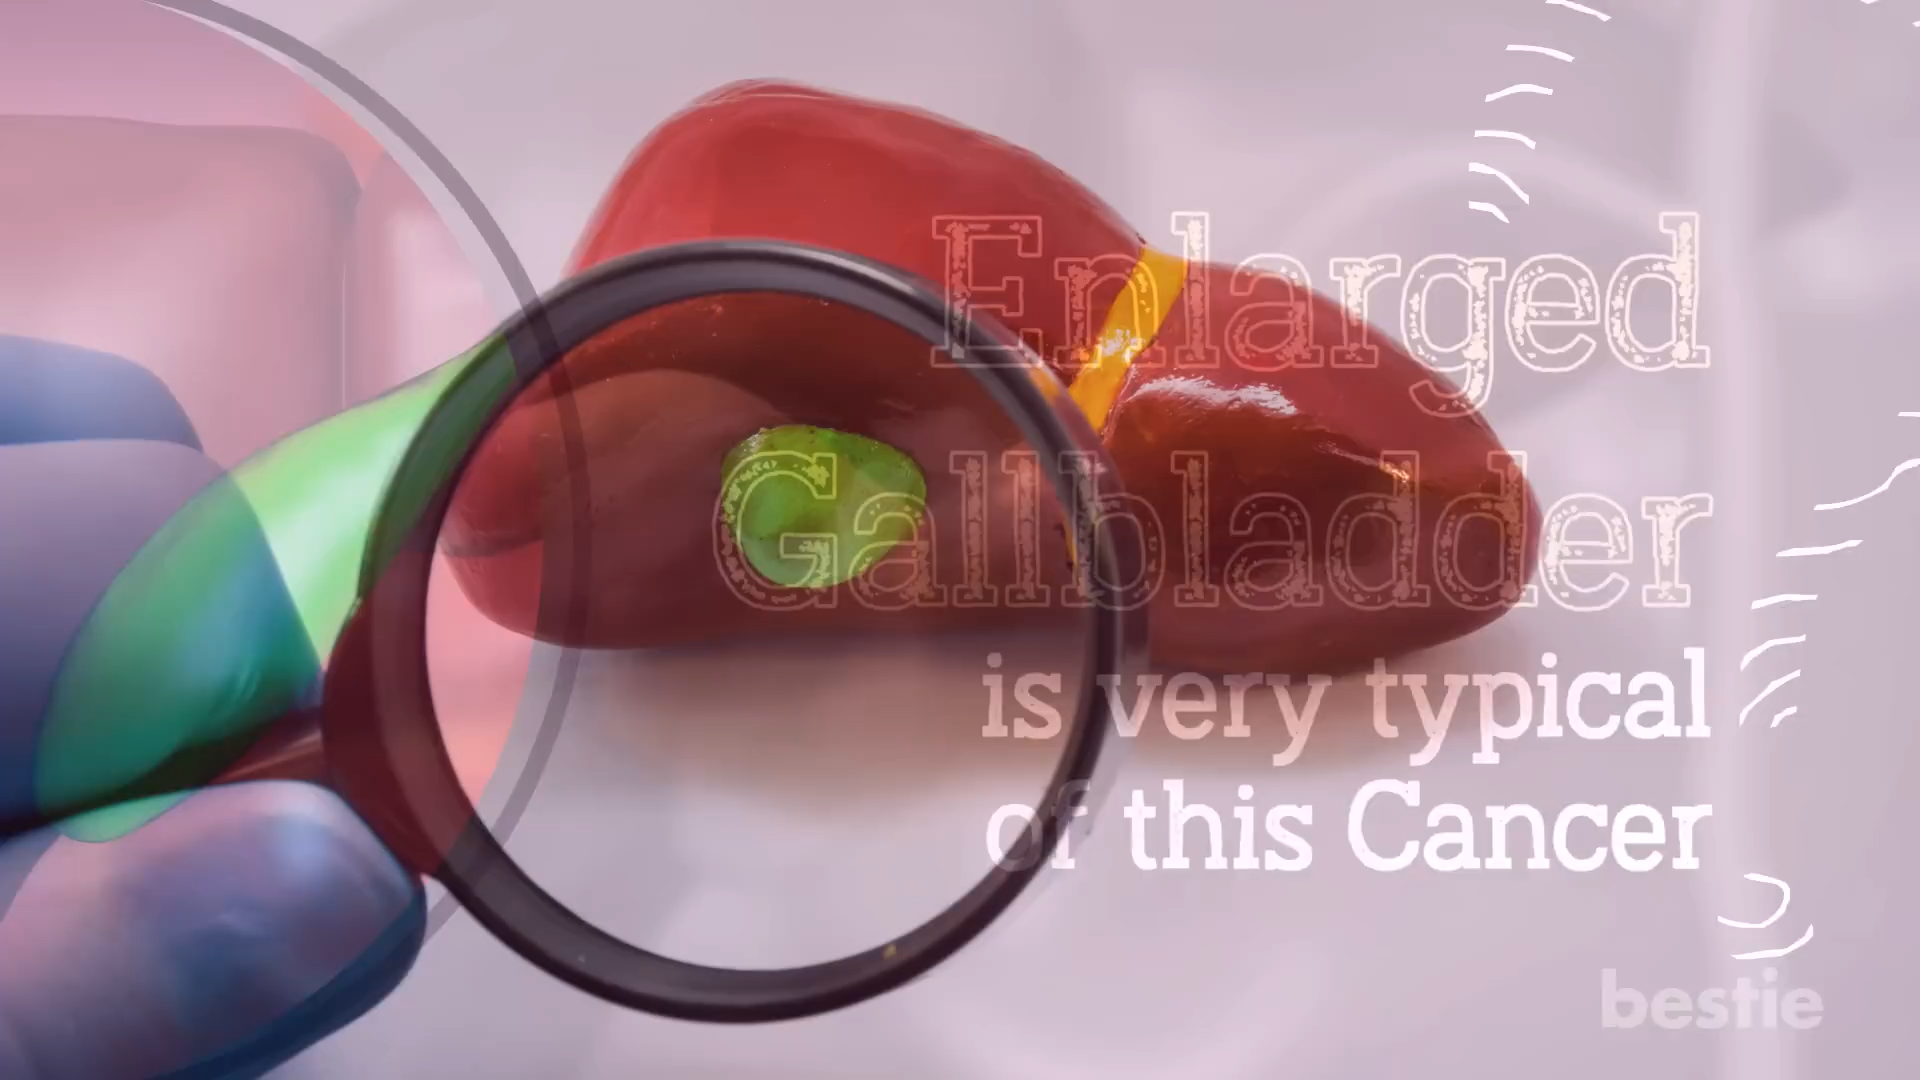 Enlarged
Gallbladder
is very typical
of this Cancer
bestie